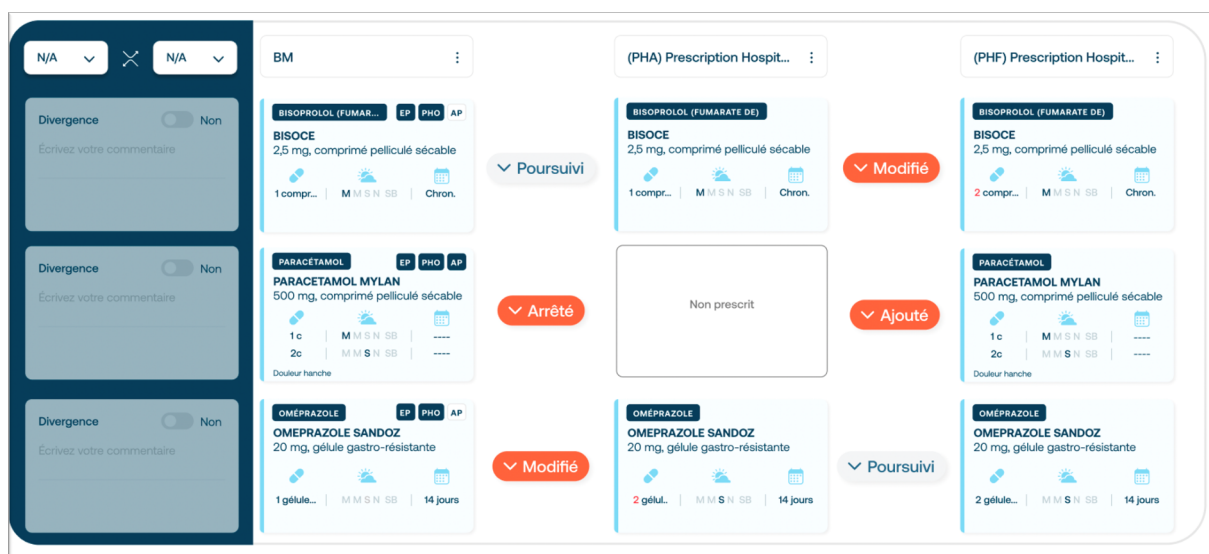 N/A N/A BM (PHA) Prescription Hospit... (PHF) Prescription Hospit...
Divergence Non
Écrivez votre commentaire
BISOPROLOL (FUMAR... EP PHO AP
BISOCE
2,5 mg, comprimé pelliculé sécable
1 compr... M M S N SB Chron.
Poursuivi
BISOPROLOL (FUMARATE DE)
BISOCE
2,5 mg, comprimé pelliculé sécable
1 compr... M M S N SB Chron.
Modifié
BISOPROLOL (FUMARATE DE)
BISOCE
2,5 mg, comprimé pelliculé sécable
2 compr... M M S N SB Chron.
Divergence Non
Écrivez votre commentaire
PARACÉTAMOL EP PHO AP
PARACETAMOL MYLAN
500 mg, comprimé pelliculé sécable
1 c M M S N SB ----
2c M M S N SB ----
Douleur hanche
Arrêté
Non prescrit
Ajouté
PARACÉTAMOL
PARACETAMOL MYLAN
500 mg, comprimé pelliculé sécable
1 c M M S N SB ----
2c M M S N SB ----
Douleur hanche
Divergence Non
Écrivez votre commentaire
OMÉPRAZOLE EP PHO AP
OMEPRAZOLE SANDOZ
20 mg, gélule gastro-résistante
1 gélule... M M S N SB 14 jours
Modifié
OMÉPRAZOLE
OMEPRAZOLE SANDOZ
20 mg, gélule gastro-résistante
2 gélul.. M M S N SB 14 jours
Poursuivi
OMÉPRAZOLE
OMEPRAZOLE SANDOZ
20 mg, gélule gastro-résistante
2 gélule... M M S N SB 14 jours